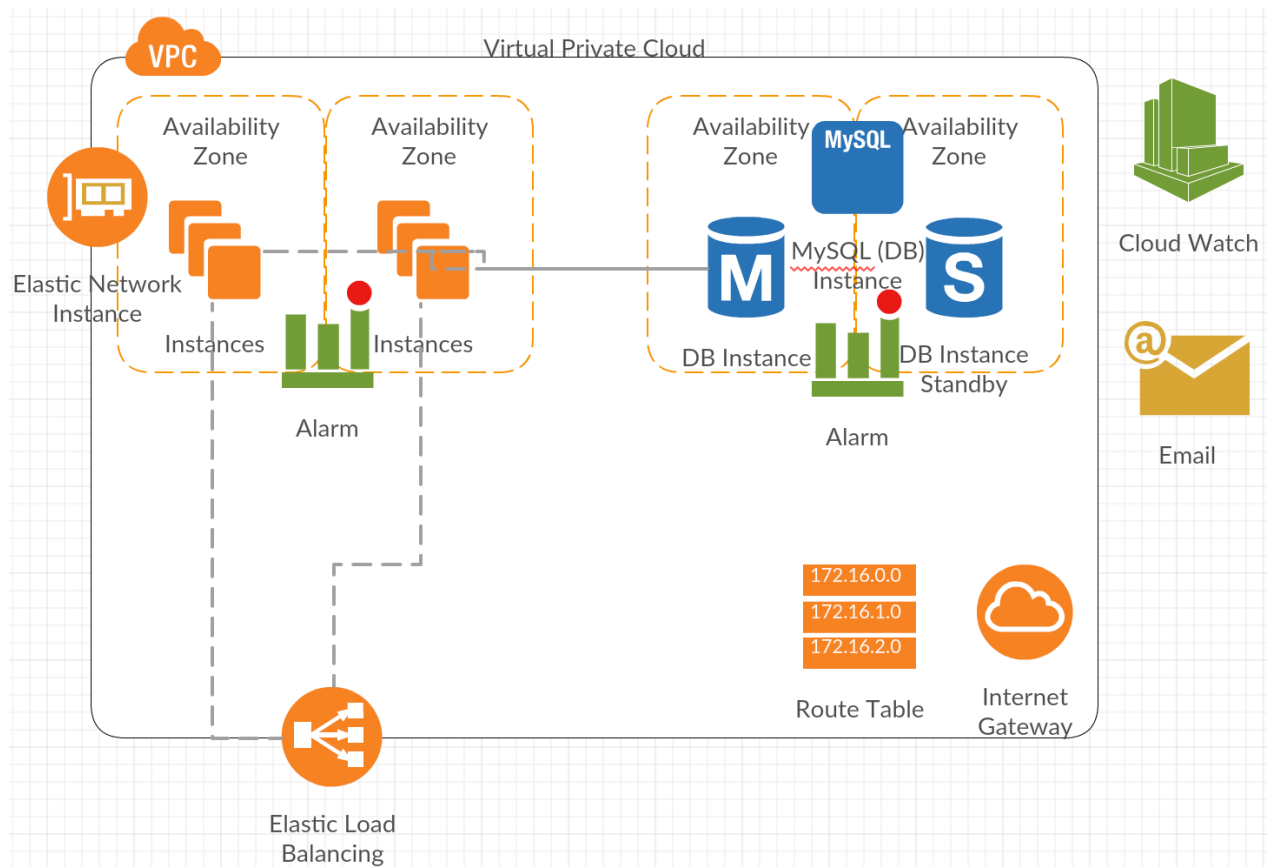 Virtual Private Cloud
VPC
Availability
Zone
Availability
Zone
Availability
Zone
Availability
Zone
MySQL
Elastic Network
Instance
Instances
Instances
Alarm
M
MySQL (DB)
Instance
S
DB Instance
DB Instance
Standby
Alarm
Cloud Watch
@
Email
172.16.0.0
172.16.1.0
172.16.2.0
Route Table
Internet
Gateway
Elastic Load
Balancing